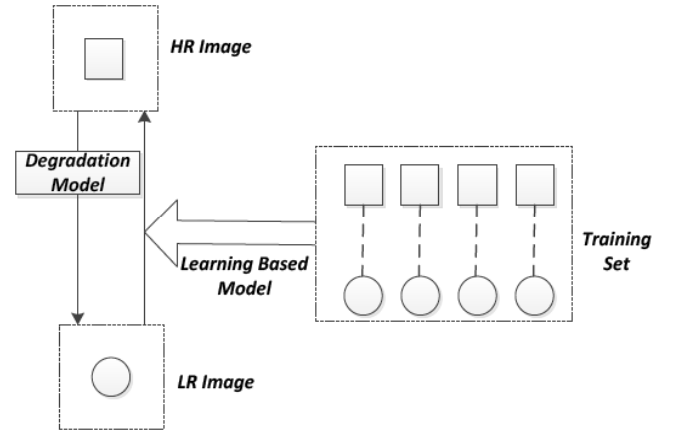 HR Image
Degradation
Model
Learning Based
Model
Training
Set
LR Image